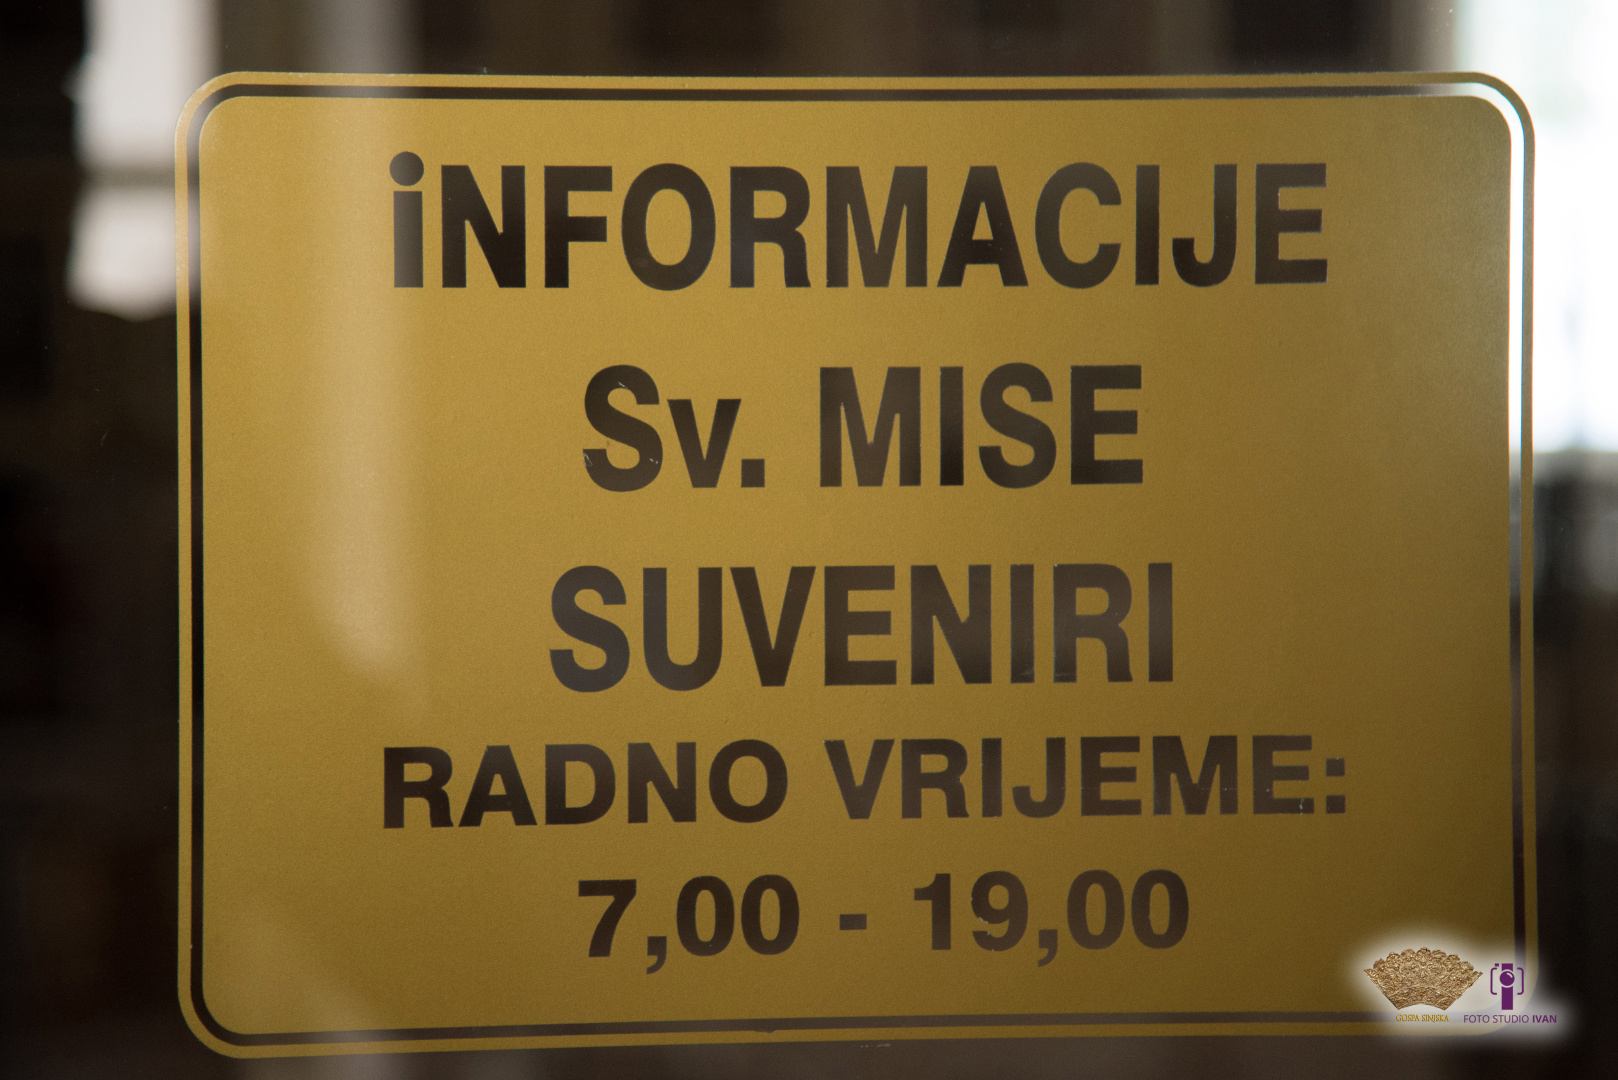 iNFORMACIJE
Sv. MISE
SUVENIRI
RADNO VRIJEME:
7,00 - 19,00
GOSPA SINJSKA
FOTO STUDIO IVAN